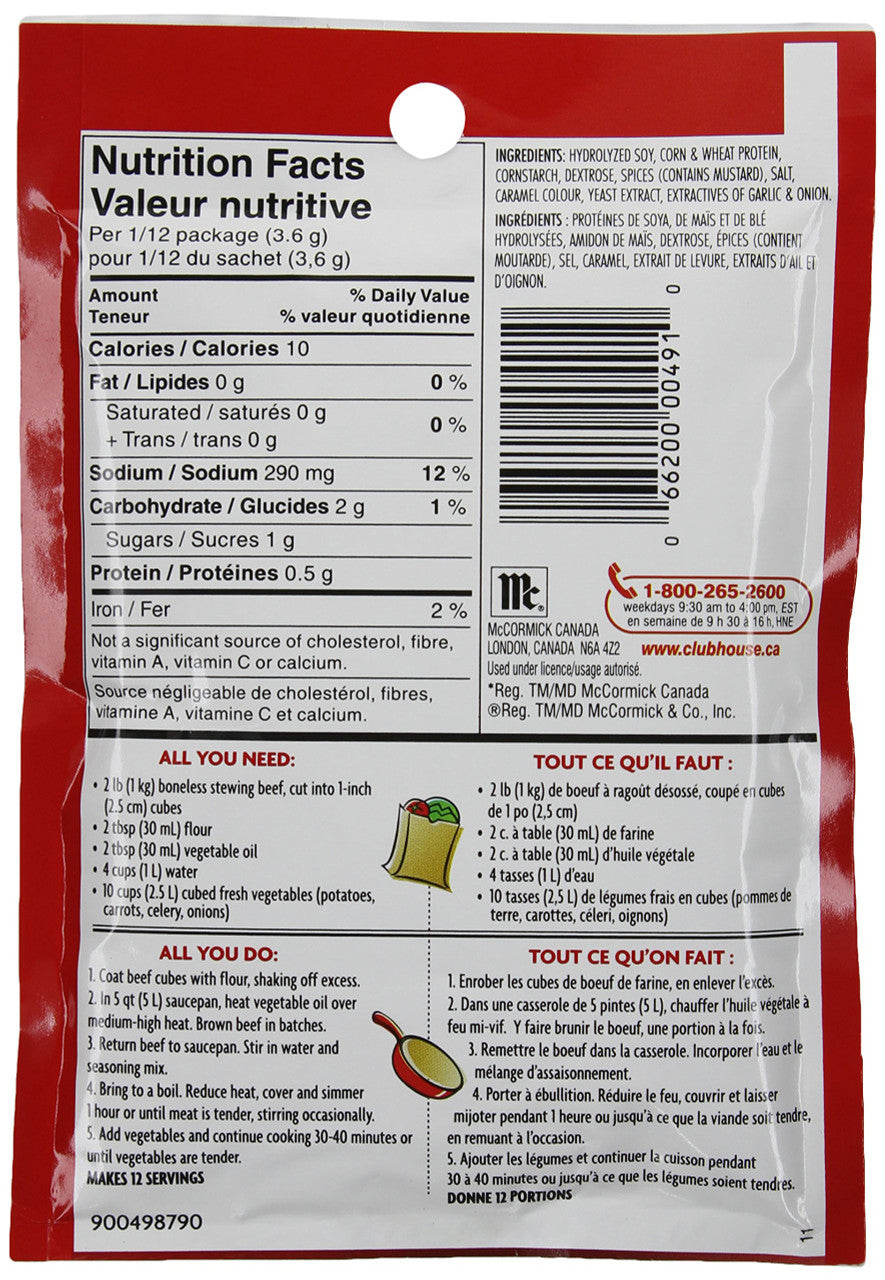 Nutrition Facts
Valeur nutritive
Per 1/12 package (3.6 g)
pour 1/12 du sachet (3,6 g)
Amount % Daily Value
Teneur % valeur quotidienne
Calories / Calories 10
Fat / Lipides 0 g 0 %
Saturated / saturés 0 g
+ Trans / trans 0 g 0 %
Sodium / Sodium 290 mg 12 %
Carbohydrate / Glucides 2 g 1 %
Sugars / Sucres 1 g
Protein / Protéines 0.5 g
Iron / Fer 2 %
Not a significant source of cholesterol, fibre,
vitamin A, vitamin C or calcium.
Source négligeable de cholestérol, fibres,
vitamine A, vitamine C et calcium.
INGREDIENTS: HYDROLYZED SOY, CORN & WHEAT PROTEIN,
CORNSTARCH, DEXTROSE, SPICES (CONTAINS MUSTARD), SALT,
CARAMEL COLOUR, YEAST EXTRACT, EXTRACTIVES OF GARLIC & ONION.
INGRÉDIENTS : PROTÉINES DE SOYA, DE MAÏS ET DE BLÉ
HYDROLYSÉES, AMIDON DE MAÏS, DEXTROSE, ÉPICES (CONTIENT
MOUTARDE), SEL, CARAMEL, EXTRAIT DE LEVURE, EXTRAITS D'AIL ET
D'OIGNON.
0 66200 00491 0
Mc®
McCORMICK CANADA
LONDON, CANADA N6A 4Z2
1-800-265-2600
weekdays 9:30 am to 4:00 pm, EST
en semaine de 9 h 30 à 16 h, HNE
www.clubhouse.ca
Used under licence/usage autorisé.
*Reg. TM/MD McCormick Canada
®Reg. TM/MD McCormick & Co., Inc.
ALL YOU NEED:
• 2 lb (1 kg) boneless stewing beef, cut into 1-inch
(2.5 cm) cubes
• 2 tbsp (30 mL) flour
• 2 tbsp (30 mL) vegetable oil
• 4 cups (1 L) water
• 10 cups (2.5 L) cubed fresh vegetables (potatoes,
carrots, celery, onions)
TOUT CE QU'IL FAUT :
• 2 lb (1 kg) de boeuf à ragoût désossé, coupé en cubes
de 1 po (2,5 cm)
• 2 c. à table (30 mL) de farine
• 2 c. à table (30 mL) d'huile végétale
• 4 tasses (1 L) d'eau
• 10 tasses (2,5 L) de légumes frais en cubes (pommes de
terre, carottes, céleri, oignons)
ALL YOU DO:
1. Coat beef cubes with flour, shaking off excess.
2. In 5 qt (5 L) saucepan, heat vegetable oil over
medium-high heat. Brown beef in batches.
3. Return beef to saucepan. Stir in water and
seasoning mix.
4. Bring to a boil. Reduce heat, cover and simmer
1 hour or until meat is tender, stirring occasionally.
5. Add vegetables and continue cooking 30-40 minutes or
until vegetables are tender.
MAKES 12 SERVINGS
TOUT CE QU'ON FAIT :
1. Enrober les cubes de boeuf de farine, en enlever l'excès.
2. Dans une casserole de 5 pintes (5 L), chauffer l'huile végétale à
feu mi-vif. Y faire brunir le boeuf, une portion à la fois.
3. Remettre le boeuf dans la casserole. Incorporer l'eau et le
mélange d'assaisonnement.
4. Porter à ébullition. Réduire le feu, couvrir et laisser
mijoter pendant 1 heure ou jusqu'à ce que la viande soit tendre,
en remuant à l'occasion.
5. Ajouter les légumes et continuer la cuisson pendant
30 à 40 minutes ou jusqu'à ce que les légumes soient tendres.
DONNE 12 PORTIONS
900498790
11